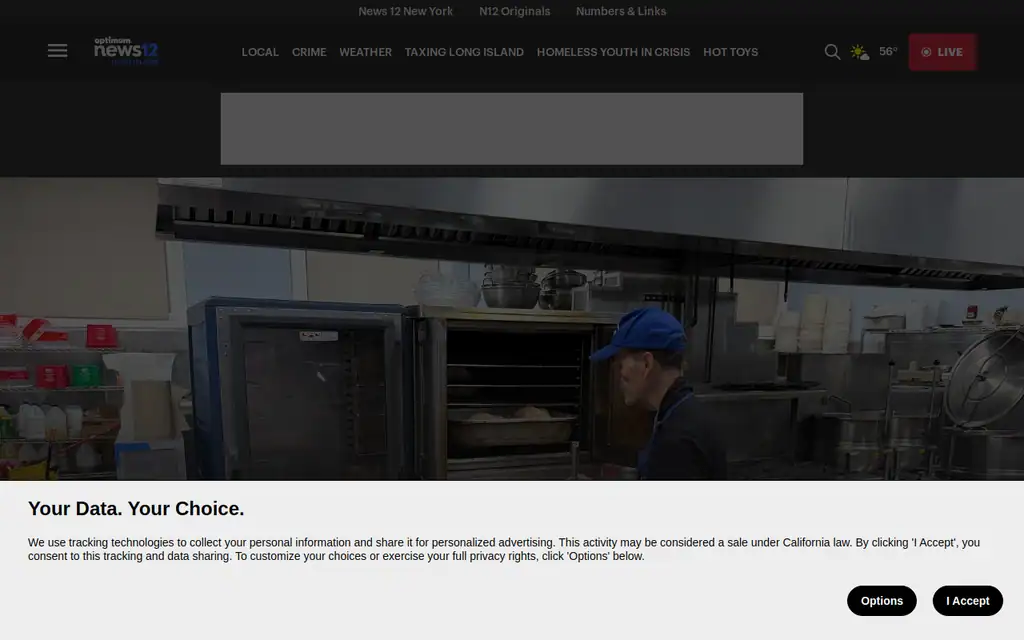 News 12 New York N12 Originals Numbers & Links
optimum
news12
LOCAL CRIME WEATHER TAXING LONG ISLAND HOMELESS YOUTH IN CRISIS HOT TOYS
56° LIVE
Your Data. Your Choice.
We use tracking technologies to collect your personal information and share it for personalized advertising. This activity may be considered a sale under California law. By clicking 'I Accept', you
consent to this tracking and data sharing. To customize your choices or exercise your full privacy rights, click 'Options' below.
Options I Accept